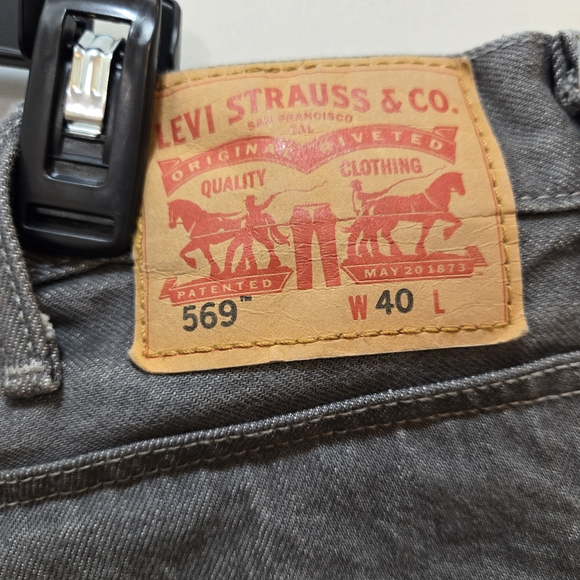 LEVI STRAUSS & CO.
SAN FRANCISCO
CAL
ORIGINAL RIVETED
QUALITY CLOTHING
PATENTED MAY 20 1873
569™ W 40 L